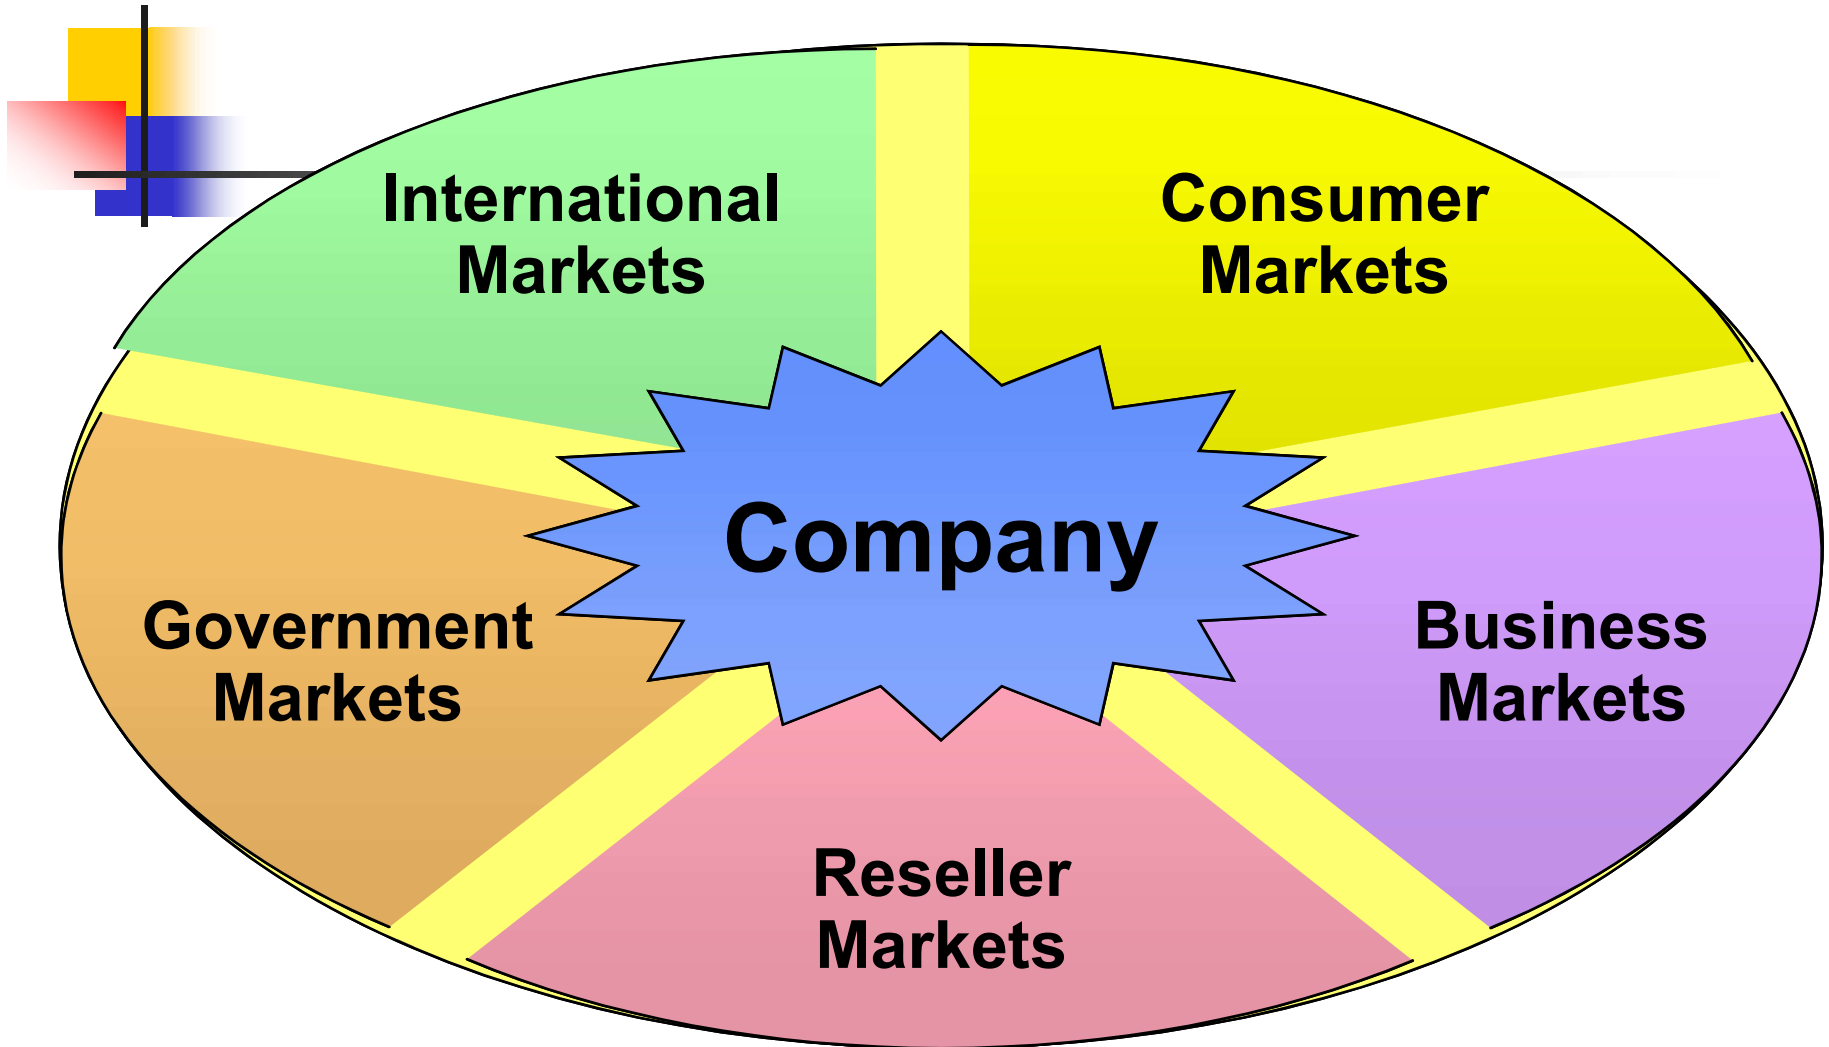 International
Markets
Consumer
Markets
Company
Government
Markets
Business
Markets
Reseller
Markets